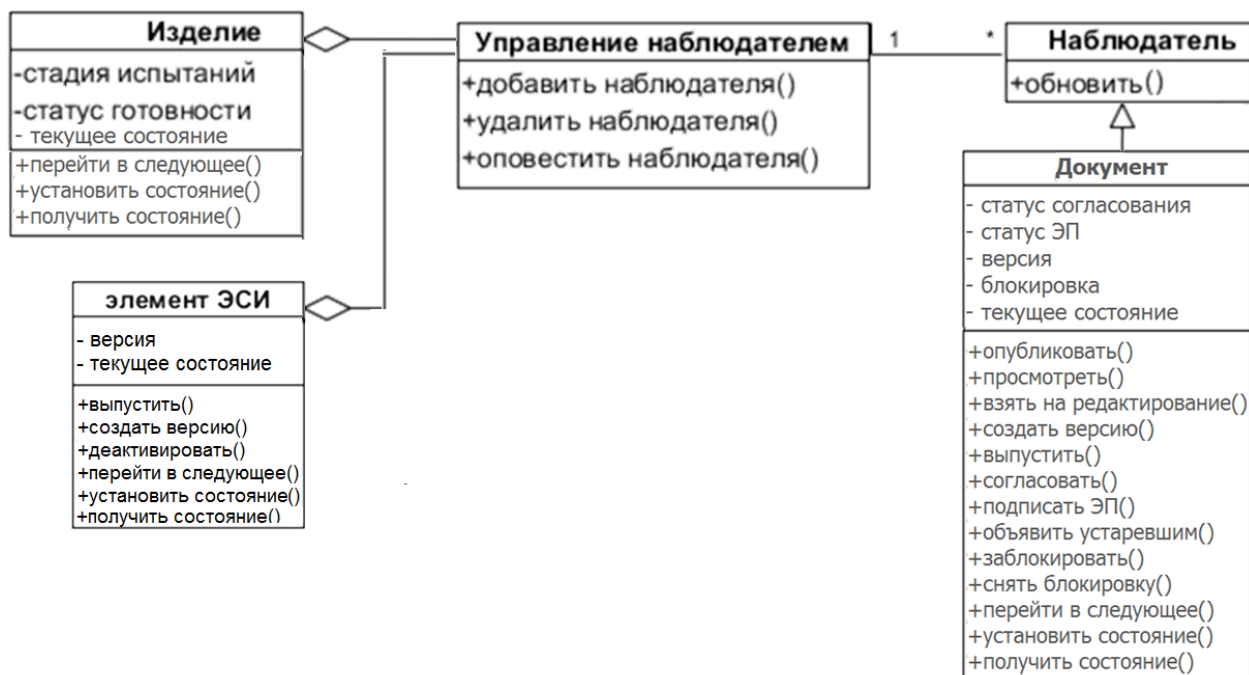 Изделие
-стадия испытаний
-статус готовности
- текущее состояние
+перейти в следующее()
+установить состояние()
+получить состояние()
элемент ЭСИ
- версия
- текущее состояние
+выпустить()
+создать версию()
+деактивировать()
+перейти в следующее()
+установить состояние()
+получить состояние()
Управление наблюдателем
+добавить наблюдателя()
+удалить наблюдателя()
+оповестить наблюдателя()
1
*
Наблюдатель
+обновить()
Документ
- статус согласования
- статус ЭП
- версия
- блокировка
- текущее состояние
+опубликовать()
+просмотреть()
+взять на редактирование()
+создать версию()
+выпустить()
+согласовать()
+подписать ЭП()
+объявить устаревшим()
+заблокировать()
+снять блокировку()
+перейти в следующее()
+установить состояние()
+получить состояние()